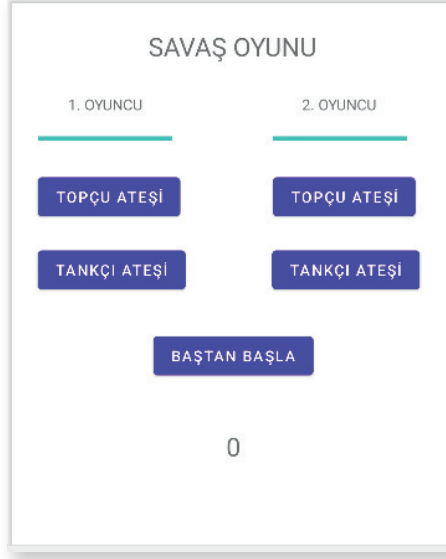 SAVAŞ OYUNU
1. OYUNCU 2. OYUNCU
TOPÇU ATEŞİ TOPÇU ATEŞİ
TANKÇI ATEŞİ TANKÇI ATEŞİ
BAŞTAN BAŞLA
0